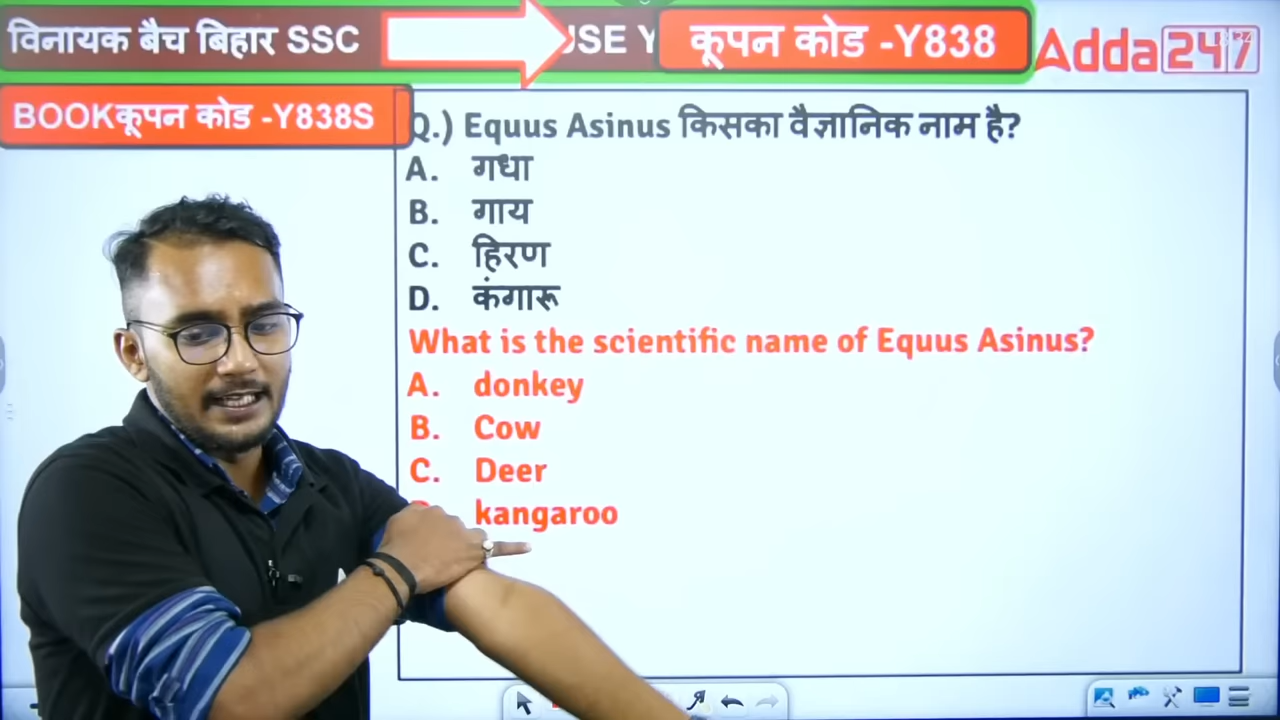 विनायक बैच बिहार SSC
USE Y
कूपन कोड -Y838
Adda247
BOOKकूपन कोड -Y838S
Q.) Equus Asinus किसका वैज्ञानिक नाम है?
A. गधा
B. गाय
C. हिरण
D. कंगारू
What is the scientific name of Equus Asinus?
A. donkey
B. Cow
C. Deer
kangaroo